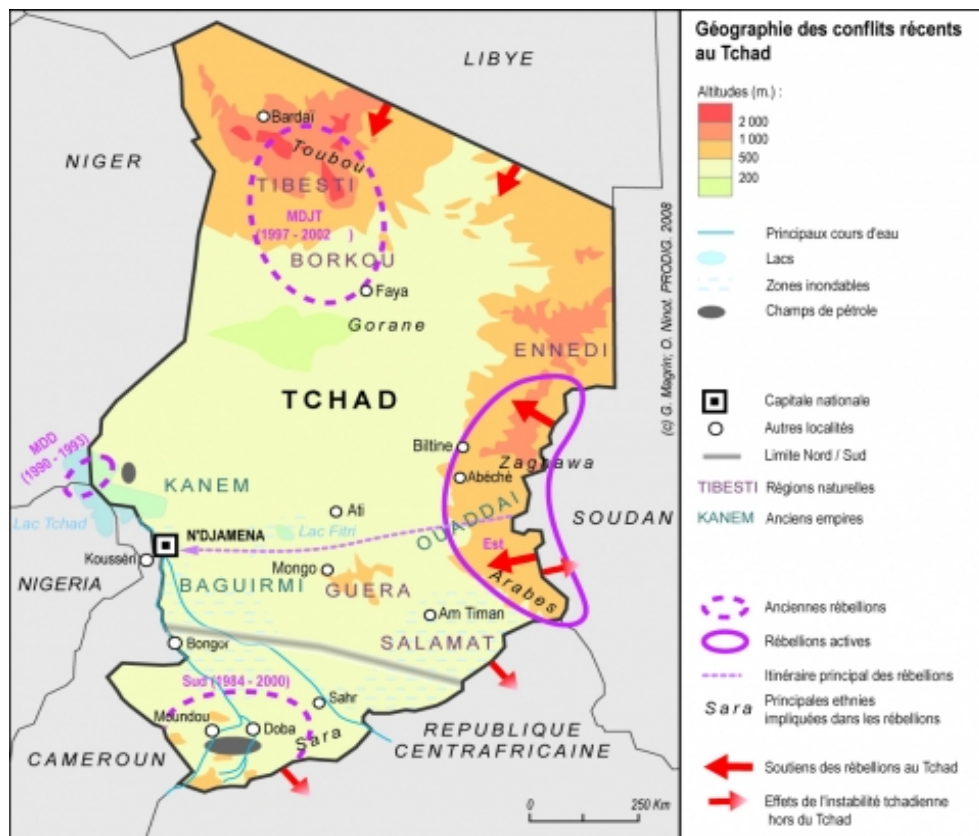 LIBYE
NIGER
Bardaï
Toubou
TIBESTI
MDJT
(1997 - 2002 )
BORKOU
Faya
Gorane
ENNEDI
TCHAD
MDD
(1990 - 1993)
Biltine
Zaghawa
Abéché
KANEM
Lac Tchad
Ati
Lac Fitri
OUADDAI
SOUDAN
N'DJAMENA
Est
Koussèri
Mongo
NIGERIA
BAGUIRMI
GUERA
Arabes
Am Timan
Bongor
SALAMAT
Sud (1984 - 2000)
Sahr
Moundou
Doba
Sara
REPUBLIQUE
CENTRAFRICAINE
CAMEROUN
0 250 Km
(c) G. Magrin; O. Ninot. PRODIG. 2008
Géographie des conflits récents
au Tchad
Altitudes (m.) :
2 000
1 000
500
200
Principaux cours d'eau
Lacs
Zones inondables
Champs de pétrole
Capitale nationale
Autres localités
Limite Nord / Sud
TIBESTI Régions naturelles
KANEM Anciens empires
Anciennes rébellions
Rébellions actives
Itinéraire principal des rébellions
Sara Principales ethnies
impliquées dans les rébellions
Soutiens des rébellions au Tchad
Effets de l'instabilité tchadienne
hors du Tchad